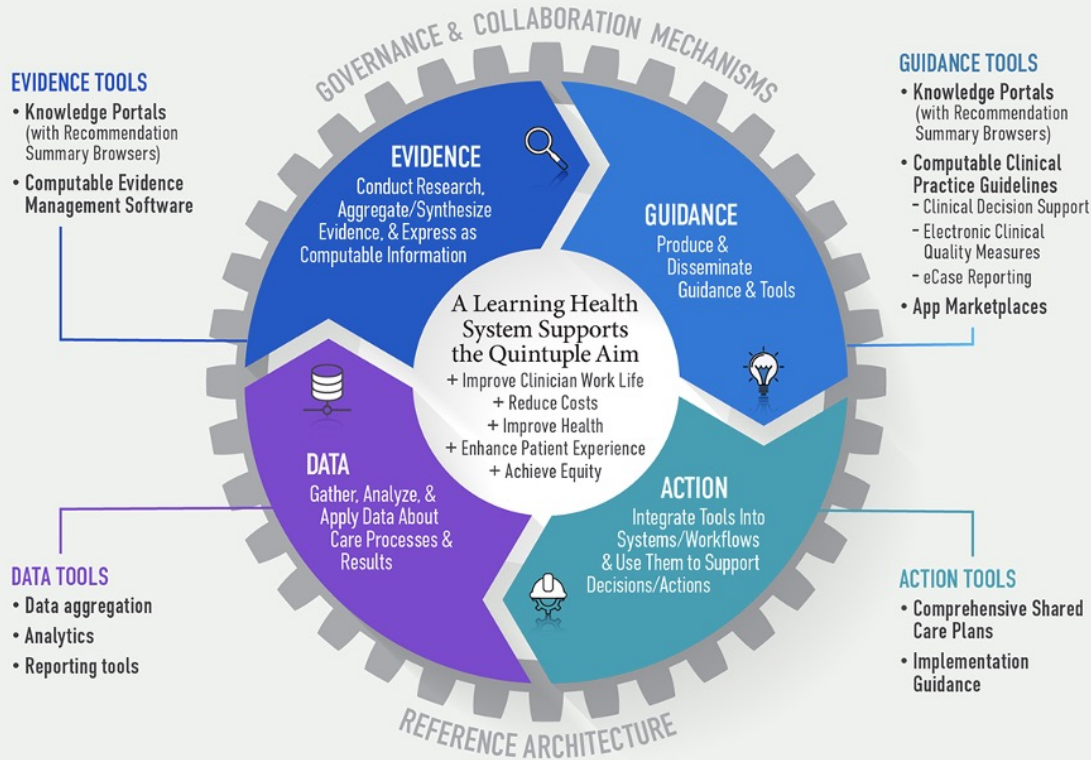 GOVERNANCE & COLLABORATION MECHANISMS
EVIDENCE TOOLS
• Knowledge Portals
(with Recommendation
Summary Browsers)
• Computable Evidence
Management Software
GUIDANCE TOOLS
• Knowledge Portals
(with Recommendation
Summary Browsers)
• Computable Clinical
Practice Guidelines
- Clinical Decision Support
- Electronic Clinical
Quality Measures
- eCase Reporting
• App Marketplaces
EVIDENCE
Conduct Research,
Aggregate/Synthesize
Evidence, & Express as
Computable Information
GUIDANCE
Produce &
Disseminate
Guidance & Tools
A Learning Health
System Supports
the Quintuple Aim
+ Improve Clinician Work Life
+ Reduce Costs
+ Improve Health
+ Enhance Patient Experience
+ Achieve Equity
DATA
Gather, Analyze, &
Apply Data About
Care Processes &
Results
ACTION
Integrate Tools Into
Systems/Workflows
& Use Them to Support
Decisions/Actions
DATA TOOLS
• Data aggregation
• Analytics
• Reporting tools
ACTION TOOLS
• Comprehensive Shared
Care Plans
• Implementation
Guidance
REFERENCE ARCHITECTURE